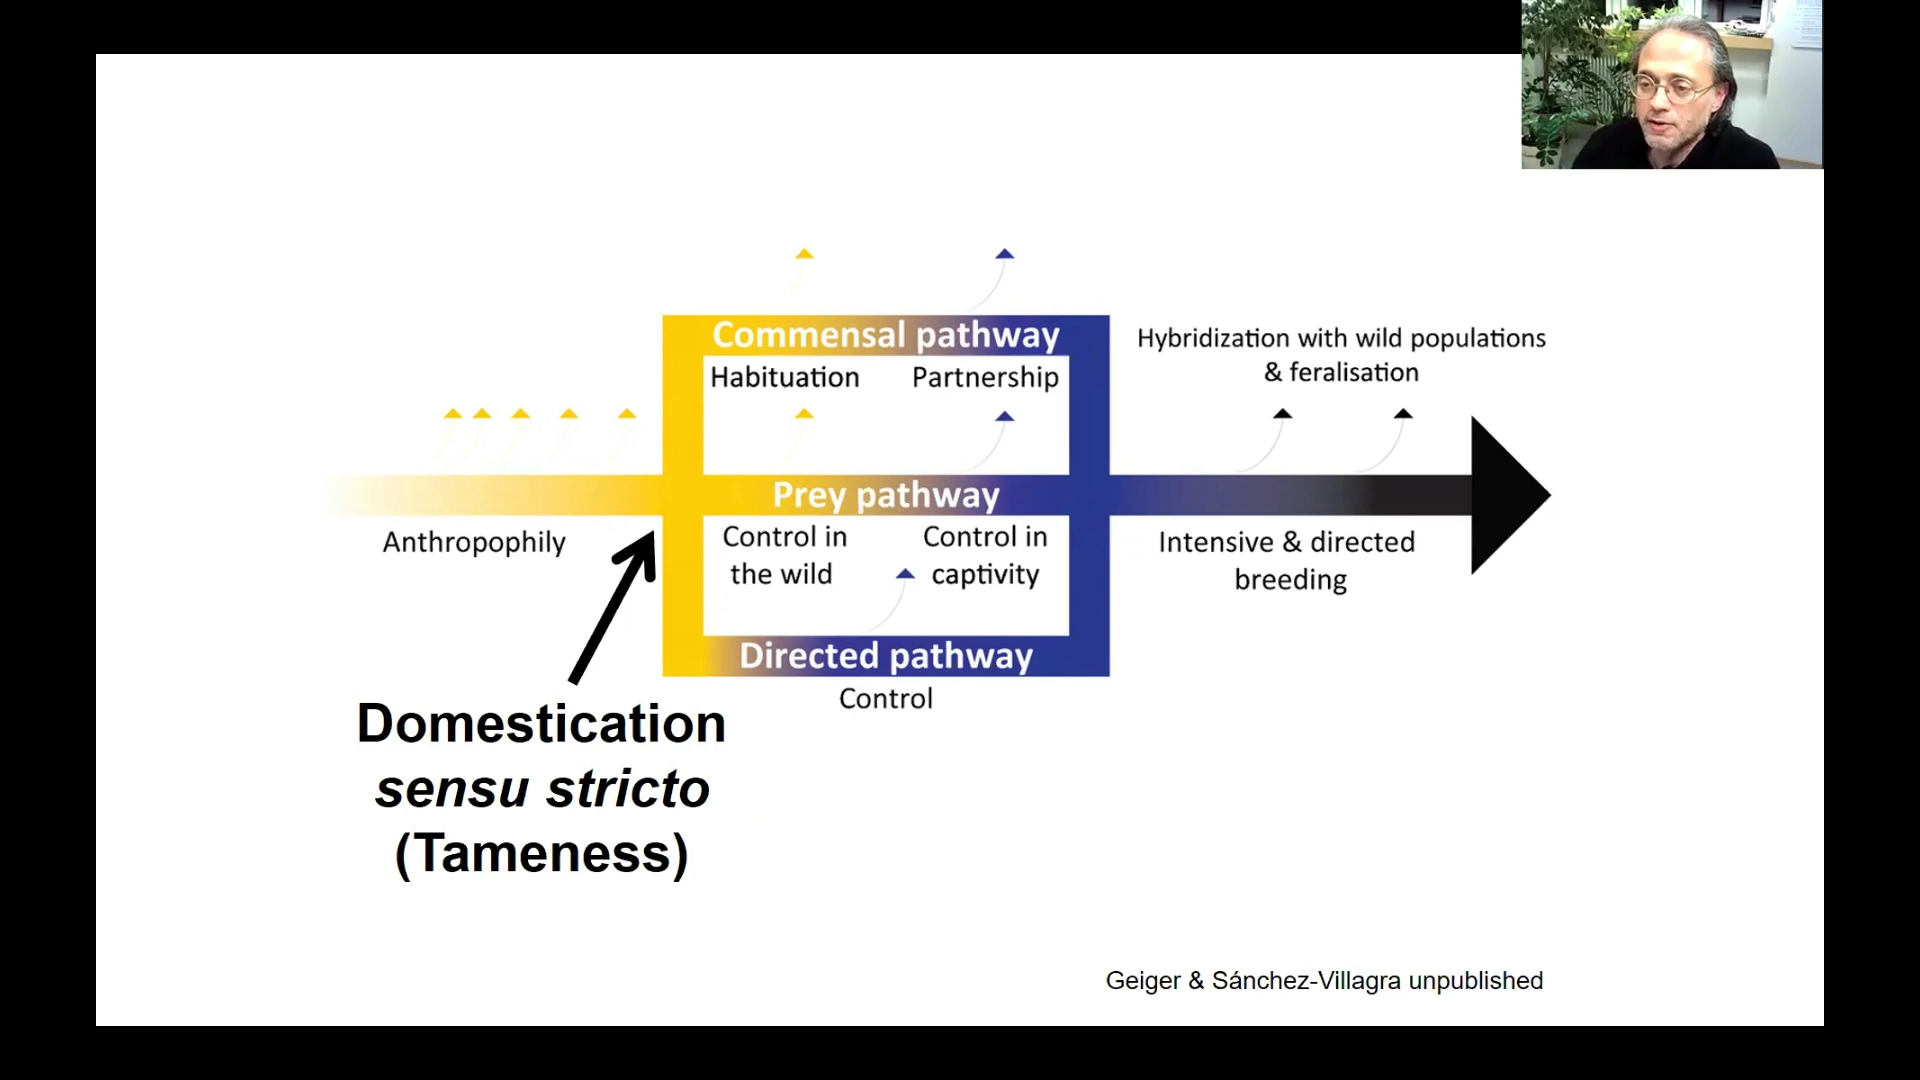 Commensal pathway
Habituation
Partnership
Hybridization with wild populations
& feralisation
Prey pathway
Anthropophily
Control in
the wild
Control in
captivity
Intensive & directed
breeding
Directed pathway
Control
Domestication
sensu stricto
(Tameness)
Geiger & Sánchez-Villagra unpublished